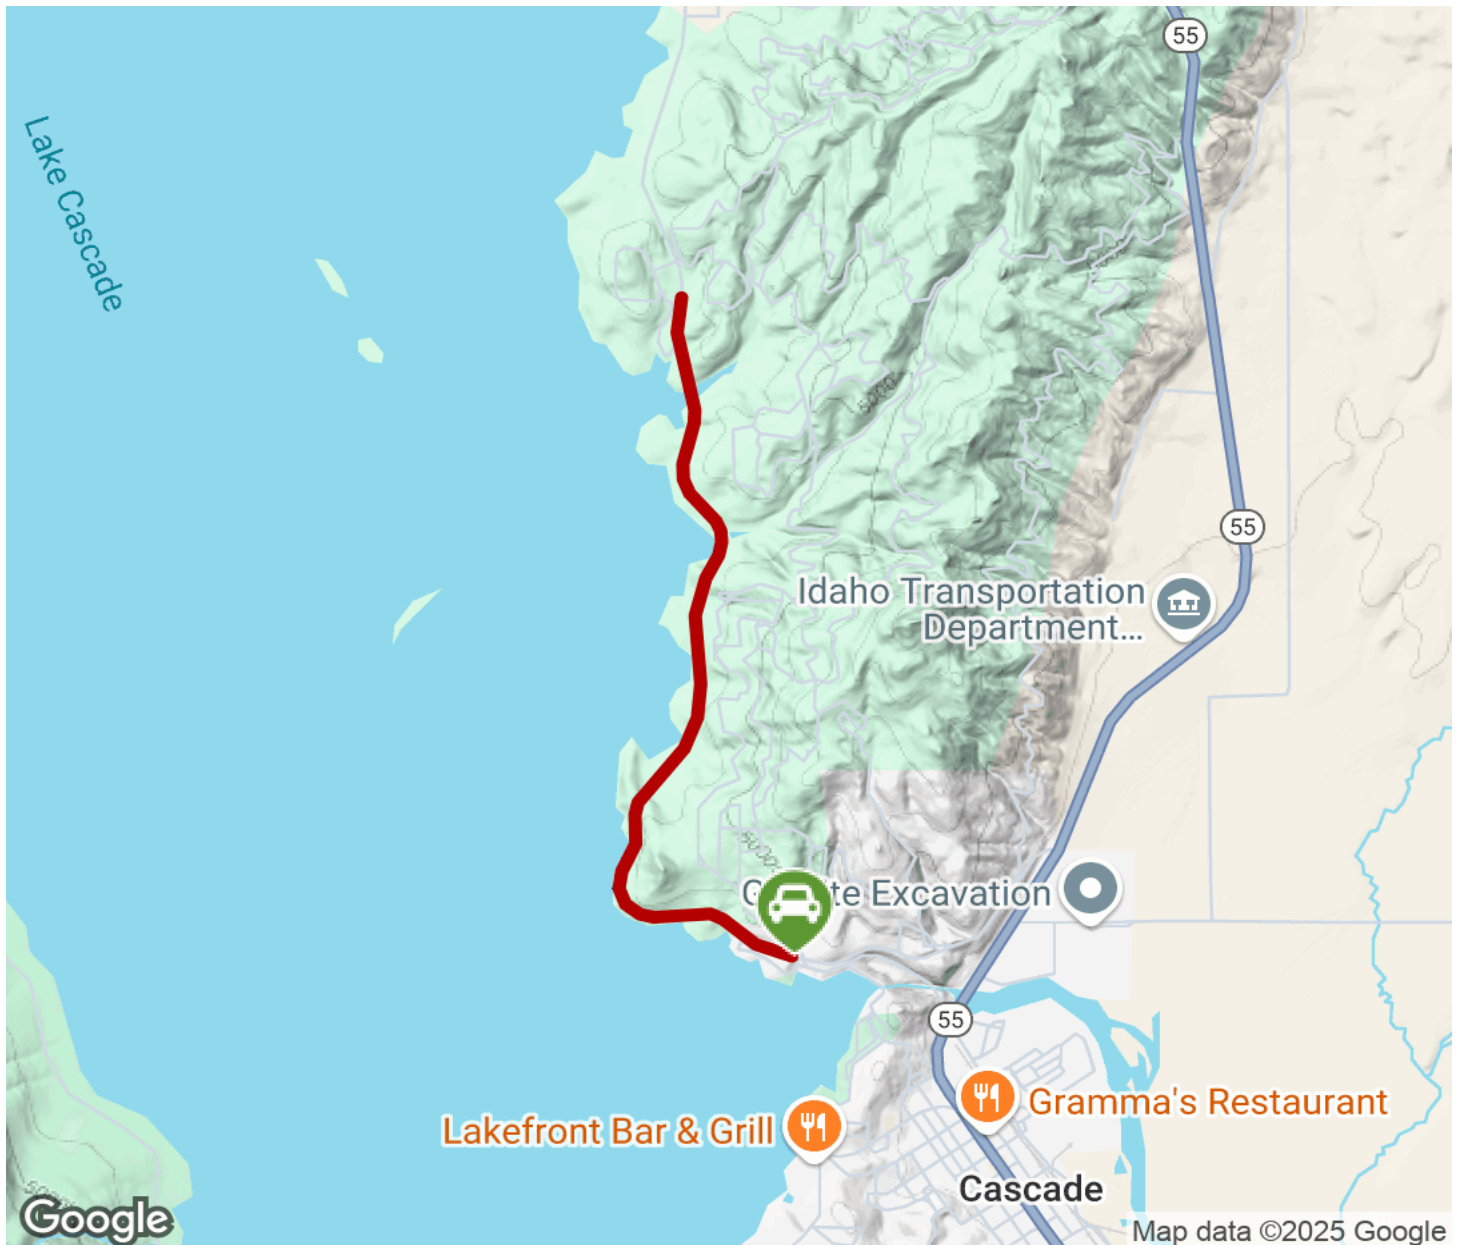 55
Lake Cascade
55
Idaho Transportation
Department...
Excavation
55
Gramma's Restaurant
Lakefront Bar & Grill
Cascade
Google
Map data ©2025 Google